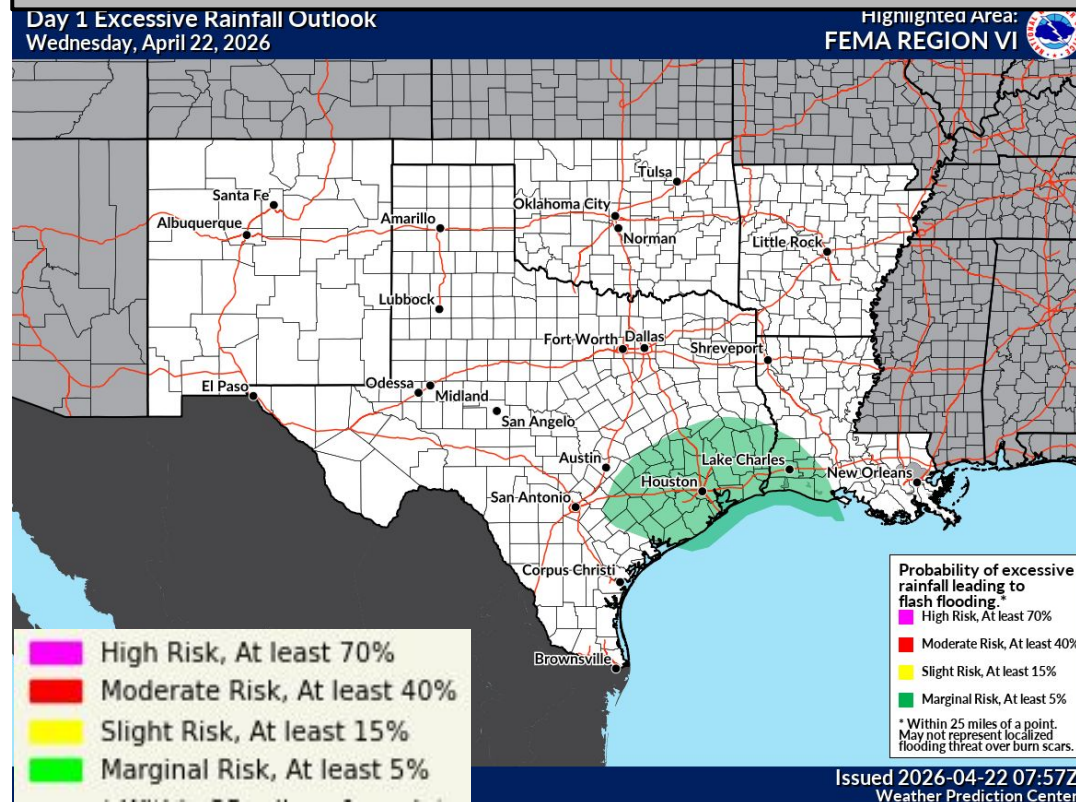 Day 1 Excessive Rainfall Outlook
Wednesday, April 22, 2026
Highlighted Area:
FEMA REGION VI
Santa Fe
Albuquerque
Amarillo
Tulsa
Oklahoma City
Norman
Little Rock
Lubbock
Fort Worth
Dallas
Shreveport
El Paso
Odessa
Midland
San Angelo
Austin
Lake Charles
Houston
New Orleans
San Antonio
Corpus Christi
Brownsville
Probability of excessive
rainfall leading to
flash flooding.*
High Risk, At least 70%
Moderate Risk, At least 40%
Slight Risk, At least 15%
Marginal Risk, At least 5%
* Within 25 miles of a point.
May not represent localized
flooding threat over burn scars.
High Risk, At least 70%
Moderate Risk, At least 40%
Slight Risk, At least 15%
Marginal Risk, At least 5%
Issued 2026-04-22 07:57Z
Weather Prediction Center